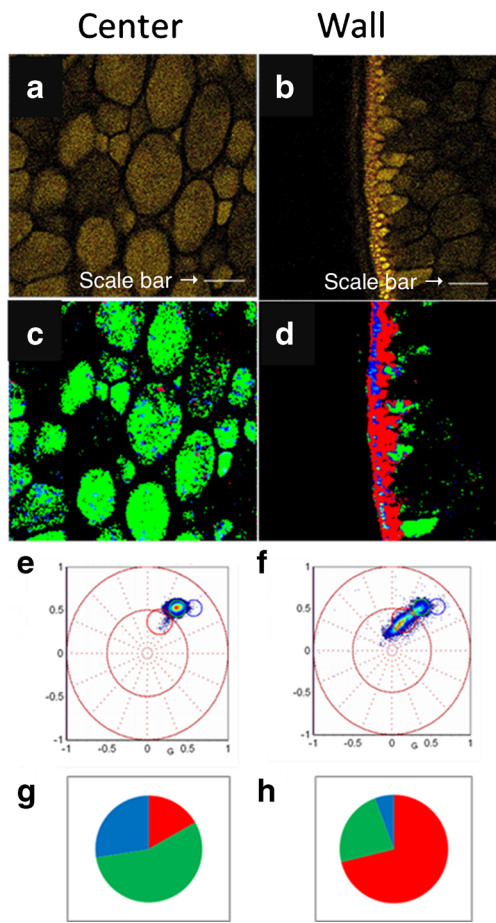 Center Wall
a b
Scale bar → Scale bar →
c d
e f
1 1
0.5 0.5
0 0
-0.5 -0.5
-1 -1
-1 -0.5 0 0.5 1 -1 -0.5 0 0.5 1
G G
g h